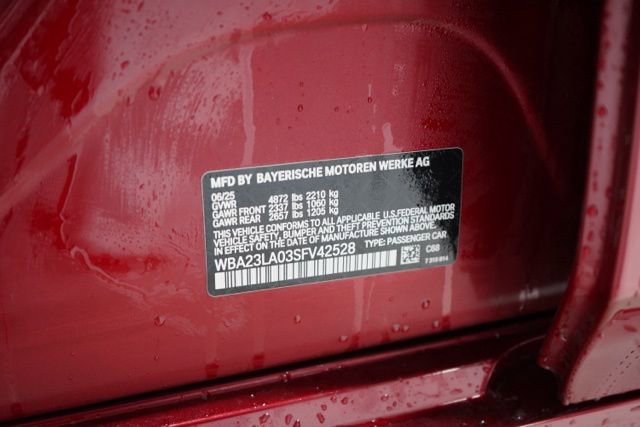 MFD BY BAYERISCHE MOTOREN WERKE AG
06/25
GVWR 4872 lbs 2210 kg
GAWR FRONT 2337 lbs 1060 kg
GAWR REAR 2657 lbs 1205 kg
THIS VEHICLE CONFORMS TO ALL APPLICABLE U.S.FEDERAL MOTOR
VEHICLE SAFETY, BUMPER AND THEFT PREVENTION STANDARDS
IN EFFECT ON THE DATE OF MANUFACTURE SHOWN ABOVE.
WBA23LA03SFV42528 TYPE: PASSENGER CAR
C68